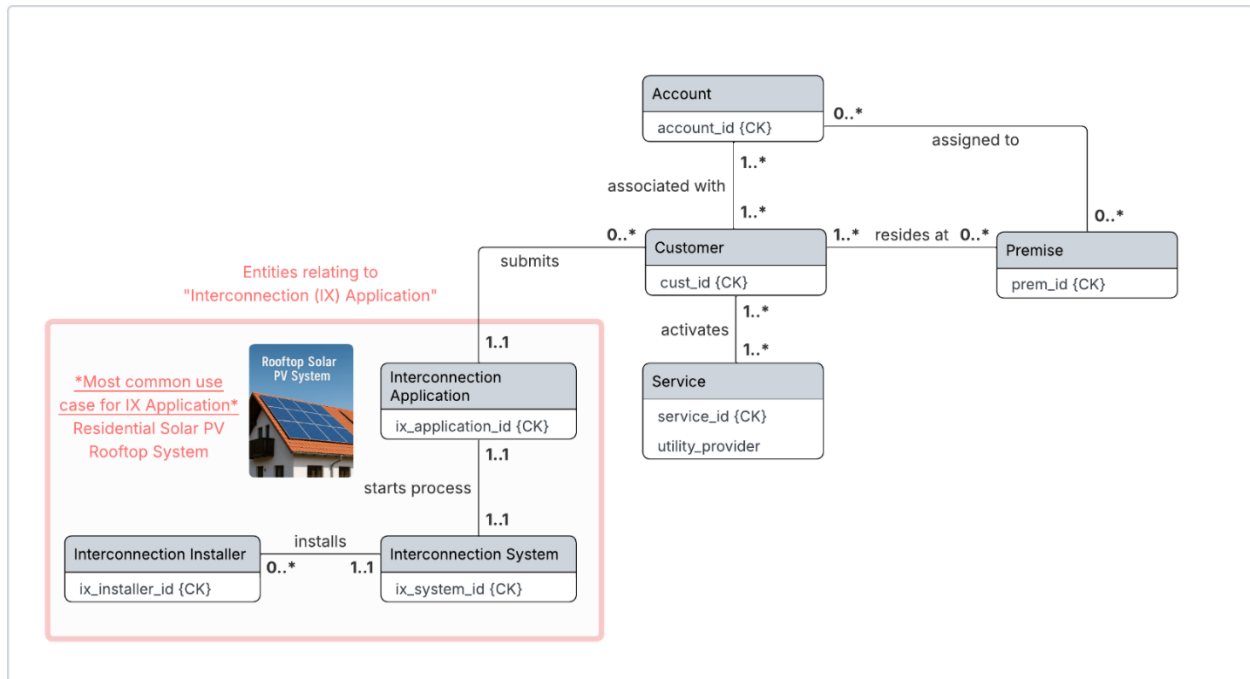 Account
account_id {CK}
0..*
assigned to
1..*
associated with
1..*
0..*
0..*
Customer
1..*
resides at
0..*
Premise
submits
cust_id {CK}
prem_id {CK}
Entities relating to
"Interconnection (IX) Application"
1..*
activates
1..1
1..*
Rooftop Solar
PV System
*Most common use
case for IX Application*
Residential Solar PV
Rooftop System
Interconnection
Application
ix_application_id {CK}
Service
service_id {CK}
utility_provider
1..1
starts process
1..1
Interconnection Installer
installs
Interconnection System
0..*
1..1
ix_installer_id {CK}
ix_system_id {CK}